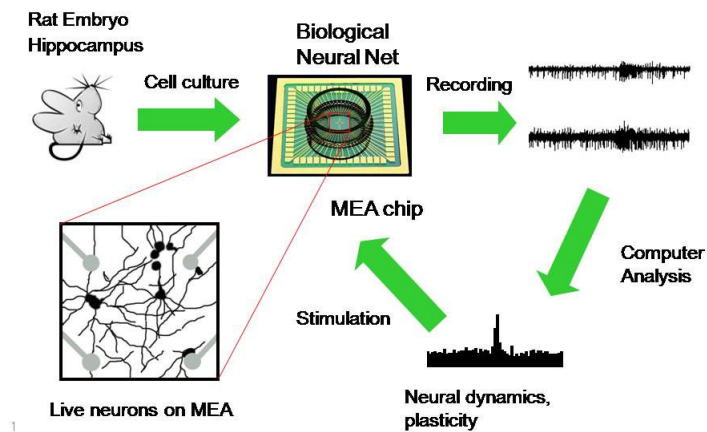 Rat Embryo
Hippocampus
Cell culture
Biological
Neural Net
Recording
MEA chip
Computer
Analysis
Stimulation
Live neurons on MEA
Neural dynamics,
plasticity
1